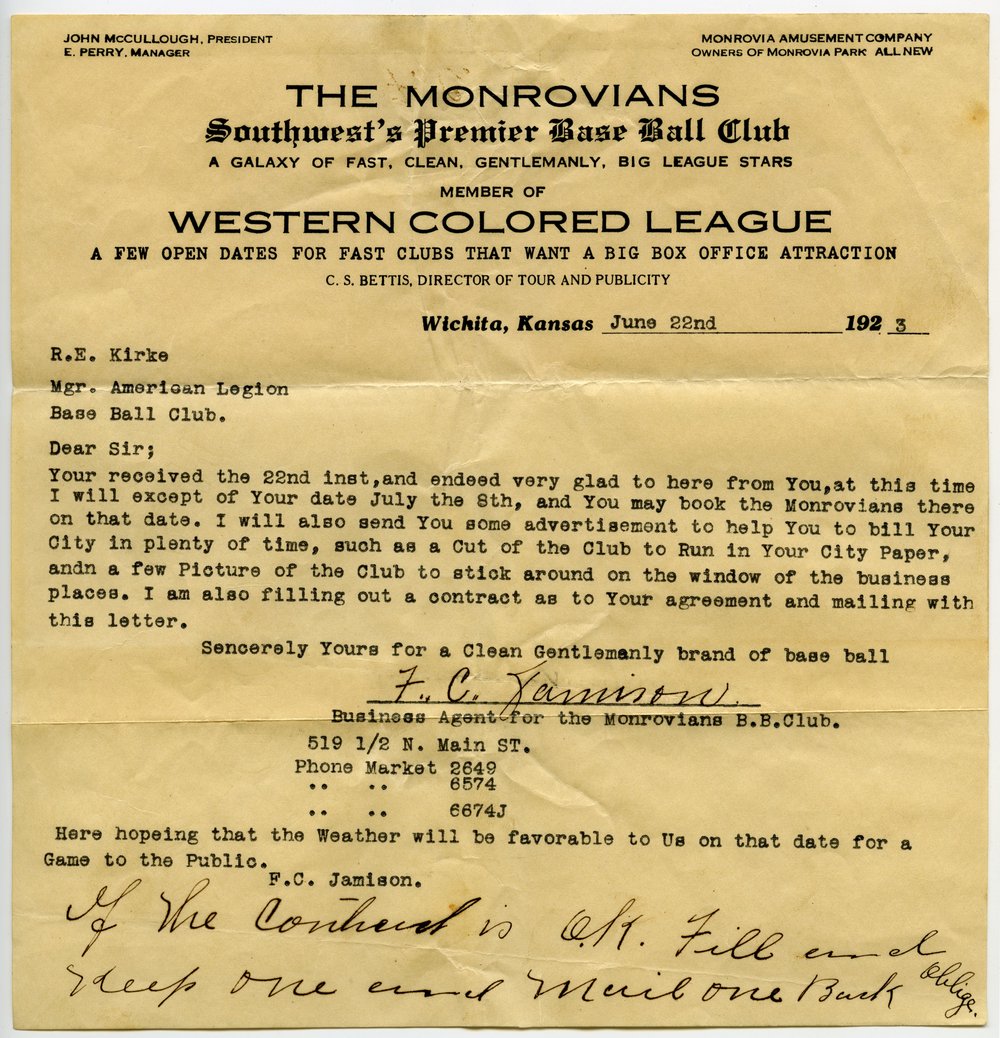 JOHN McCULLOUGH, PRESIDENT
E. PERRY, MANAGER
MONROVIA AMUSEMENT COMPANY
OWNERS OF MONROVIA PARK ALL NEW
THE MONROVIANS
Southwest's Premier Base Ball Club
A GALAXY OF FAST, CLEAN, GENTLEMANLY, BIG LEAGUE STARS
MEMBER OF
WESTERN COLORED LEAGUE
A FEW OPEN DATES FOR FAST CLUBS THAT WANT A BIG BOX OFFICE ATTRACTION
C. S. BETTIS, DIRECTOR OF TOUR AND PUBLICITY
Wichita, Kansas June 22nd 1923
R.E. Kirke
Mgr. American Legion
Base Ball Club.
Dear Sir;
Your received the 22nd inst,and endeed very glad to here from You,at this time
I will except of Your date July the 8th, and You may book the Monrovians there
on that date. I will also send You some advertisement to help You to bill Your
City in plenty of time, such as a Cut of the Club to Run in Your City Paper,
andn a few Picture of the Club to stick around on the window of the business
places. I am also filling out a contract as to Your agreement and mailing with
this letter.
Sencerely Yours for a Clean Gentlemanly brand of base ball
F. C. Jamison.
Business Agent for the Monrovians B.B.Club.
519 1/2 N. Main ST.
Phone Market 2649
.. .. 6574
.. .. 6674J
Here hopeing that the Weather will be favorable to Us on that date for a
Game to the Public.
F.C. Jamison.
If the Contract is O.K. Fill and
Keep one and Mail one Back Oblige.